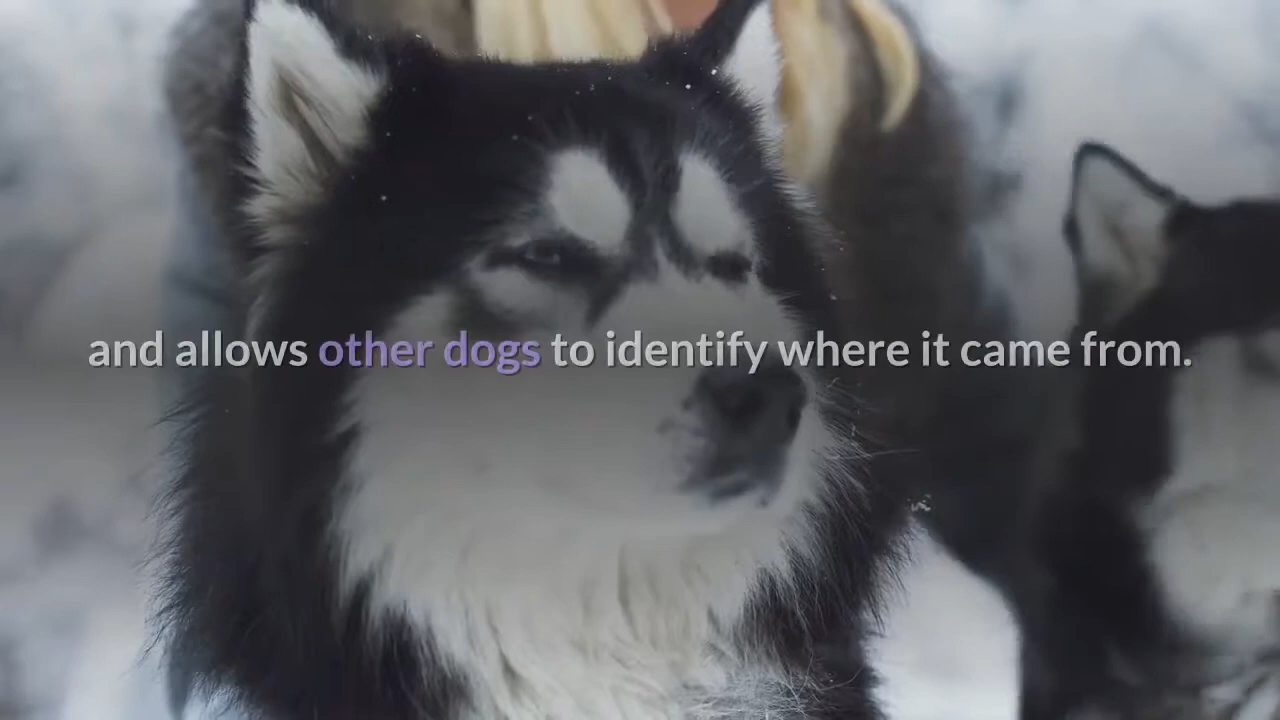 and allows other dogs to identify where it came from.